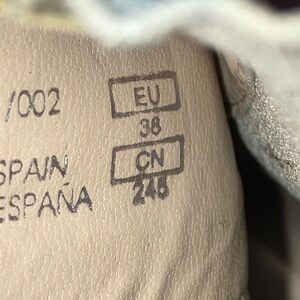 /002 EU
38
SPAIN CN
ESPAÑA 245